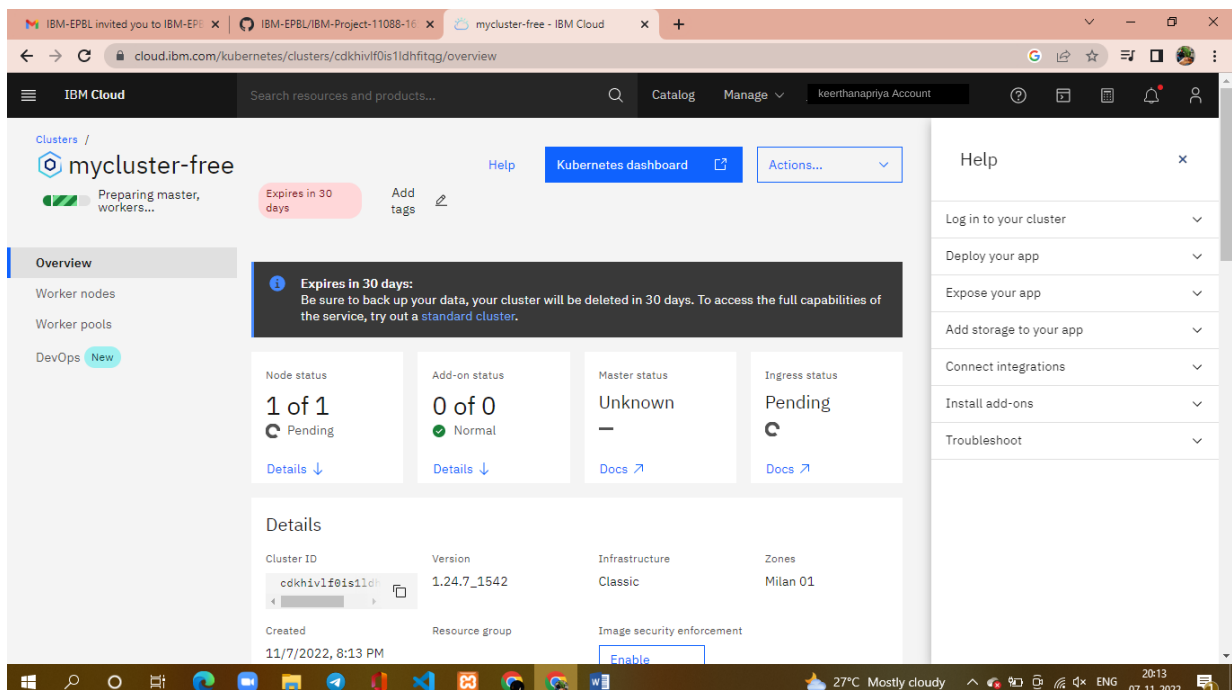 IBM-EPBL invited you to IBM-EPB
IBM-EPBL/IBM-Project-11088-16
mycluster-free - IBM Cloud
cloud.ibm.com/kubernetes/clusters/cdkhivlf0is1ldhfitqg/overview
IBM Cloud
Search resources and products...
Catalog
Manage
keerthanapriya Account
Clusters /
mycluster-free
Preparing master,
workers...
Expires in 30
days
Add
tags
Help
Kubernetes dashboard
Actions...
Overview
Worker nodes
Worker pools
DevOps New
Expires in 30 days:
Be sure to back up your data, your cluster will be deleted in 30 days. To access the full capabilities of
the service, try out a standard cluster.
Node status
1 of 1
Pending
Details
Add-on status
0 of 0
Normal
Details
Master status
Unknown
Docs
Ingress status
Pending
Docs
Details
Cluster ID
cdkhivlf0is1ldh
Version
1.24.7_1542
Infrastructure
Classic
Zones
Milan 01
Created
11/7/2022, 8:13 PM
Resource group
Image security enforcement
Enable
Help
Log in to your cluster
Deploy your app
Expose your app
Add storage to your app
Connect integrations
Install add-ons
Troubleshoot
27°C Mostly cloudy
ENG
20:13
07-11-2022